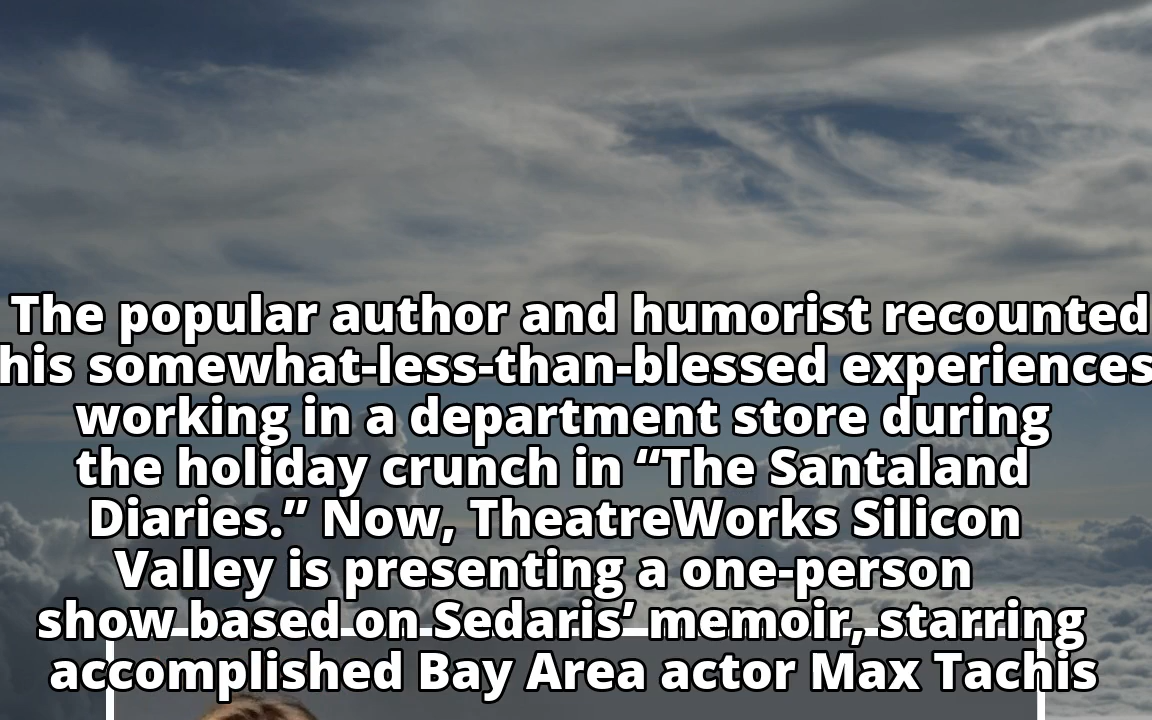 The popular author and humorist recounted
his somewhat-less-than-blessed experiences
working in a department store during
the holiday crunch in “The Santaland
Diaries.” Now, TheatreWorks Silicon
Valley is presenting a one-person
show based on Sedaris’ memoir, starring
accomplished Bay Area actor Max Tachis